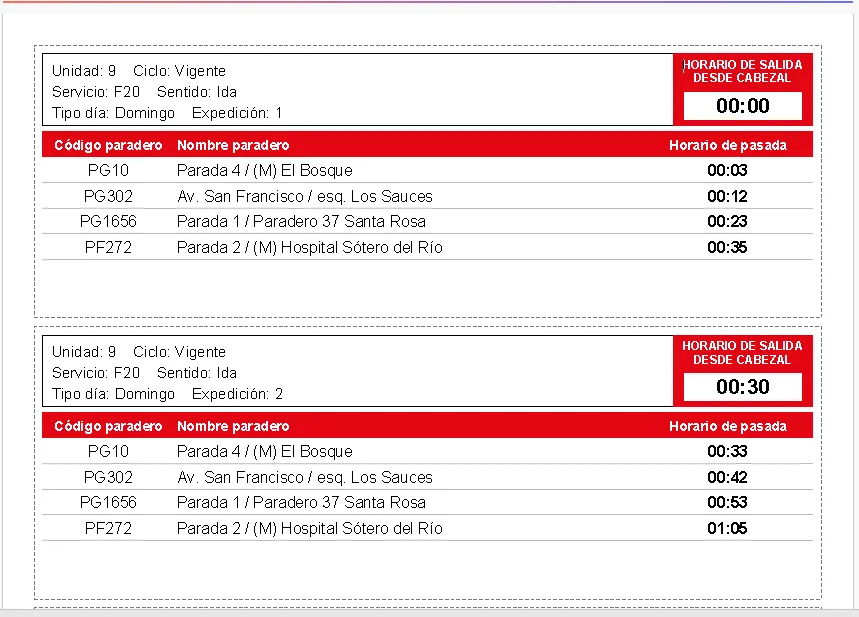 Unidad: 9 Ciclo: Vigente
Servicio: F20 Sentido: Ida
Tipo día: Domingo Expedición: 1
HORARIO DE SALIDA
DESDE CABEZAL
00:00
Código paradero Nombre paradero Horario de pasada
PG10 Parada 4 / (M) El Bosque 00:03
PG302 Av. San Francisco / esq. Los Sauces 00:12
PG1656 Parada 1 / Paradero 37 Santa Rosa 00:23
PF272 Parada 2 / (M) Hospital Sótero del Río 00:35
Unidad: 9 Ciclo: Vigente
Servicio: F20 Sentido: Ida
Tipo día: Domingo Expedición: 2
HORARIO DE SALIDA
DESDE CABEZAL
00:30
Código paradero Nombre paradero Horario de pasada
PG10 Parada 4 / (M) El Bosque 00:33
PG302 Av. San Francisco / esq. Los Sauces 00:42
PG1656 Parada 1 / Paradero 37 Santa Rosa 00:53
PF272 Parada 2 / (M) Hospital Sótero del Río 01:05